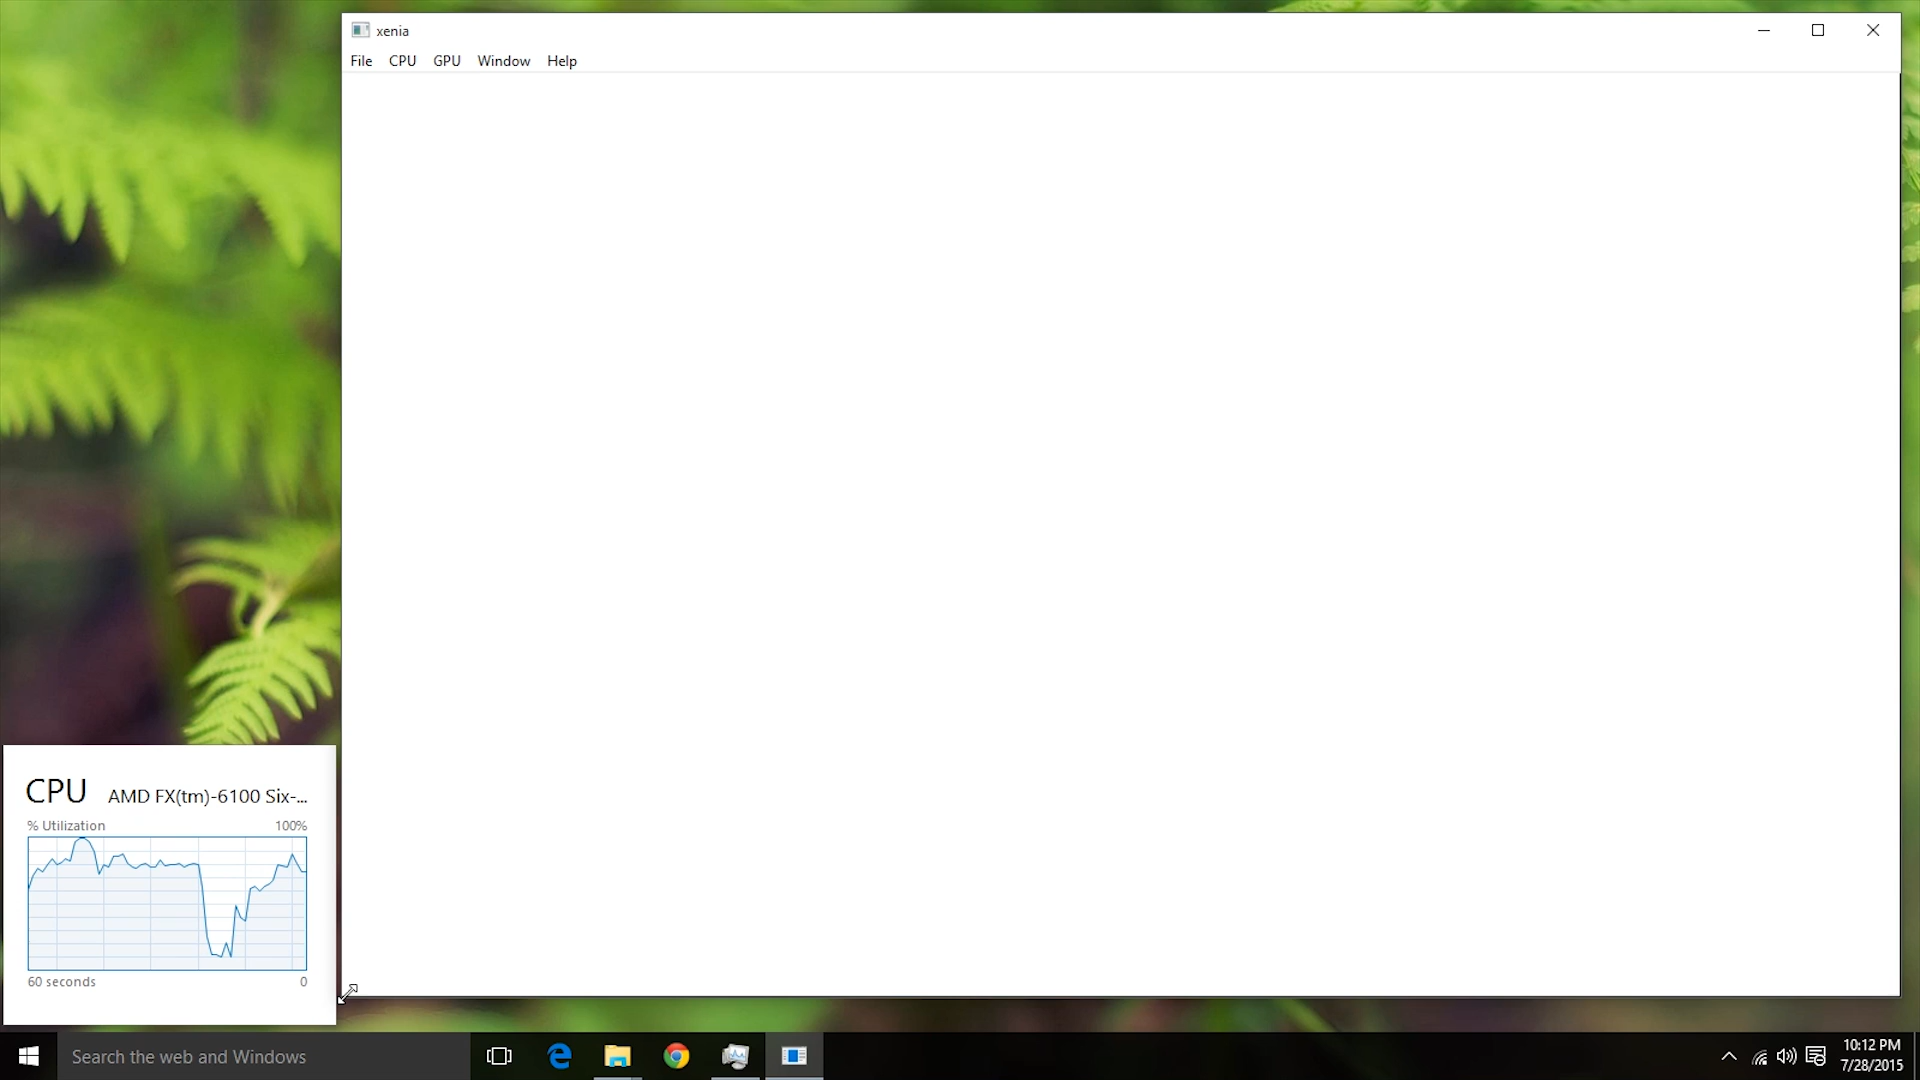 xenia
File CPU GPU Window Help
CPU AMD FX(tm)-6100 Six-...
% Utilization 100%
60 seconds 0
Search the web and Windows
10:12 PM
7/28/2015